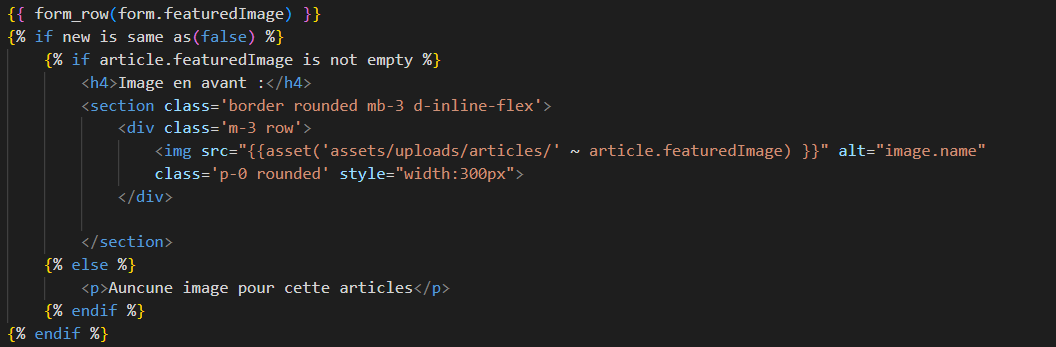 {{ form_row(form.featuredImage) }}
{% if new is same as(false) %}
{% if article.featuredImage is not empty %}
<h4>Image en avant :</h4>
<section class='border rounded mb-3 d-inline-flex'>
<div class='m-3 row'>
<img src="{{asset('assets/uploads/articles/' ~ article.featuredImage) }}" alt="image.name"
class='p-0 rounded' style="width:300px">
</div>
</section>
{% else %}
<p>Auncune image pour cette articles</p>
{% endif %}
{% endif %}